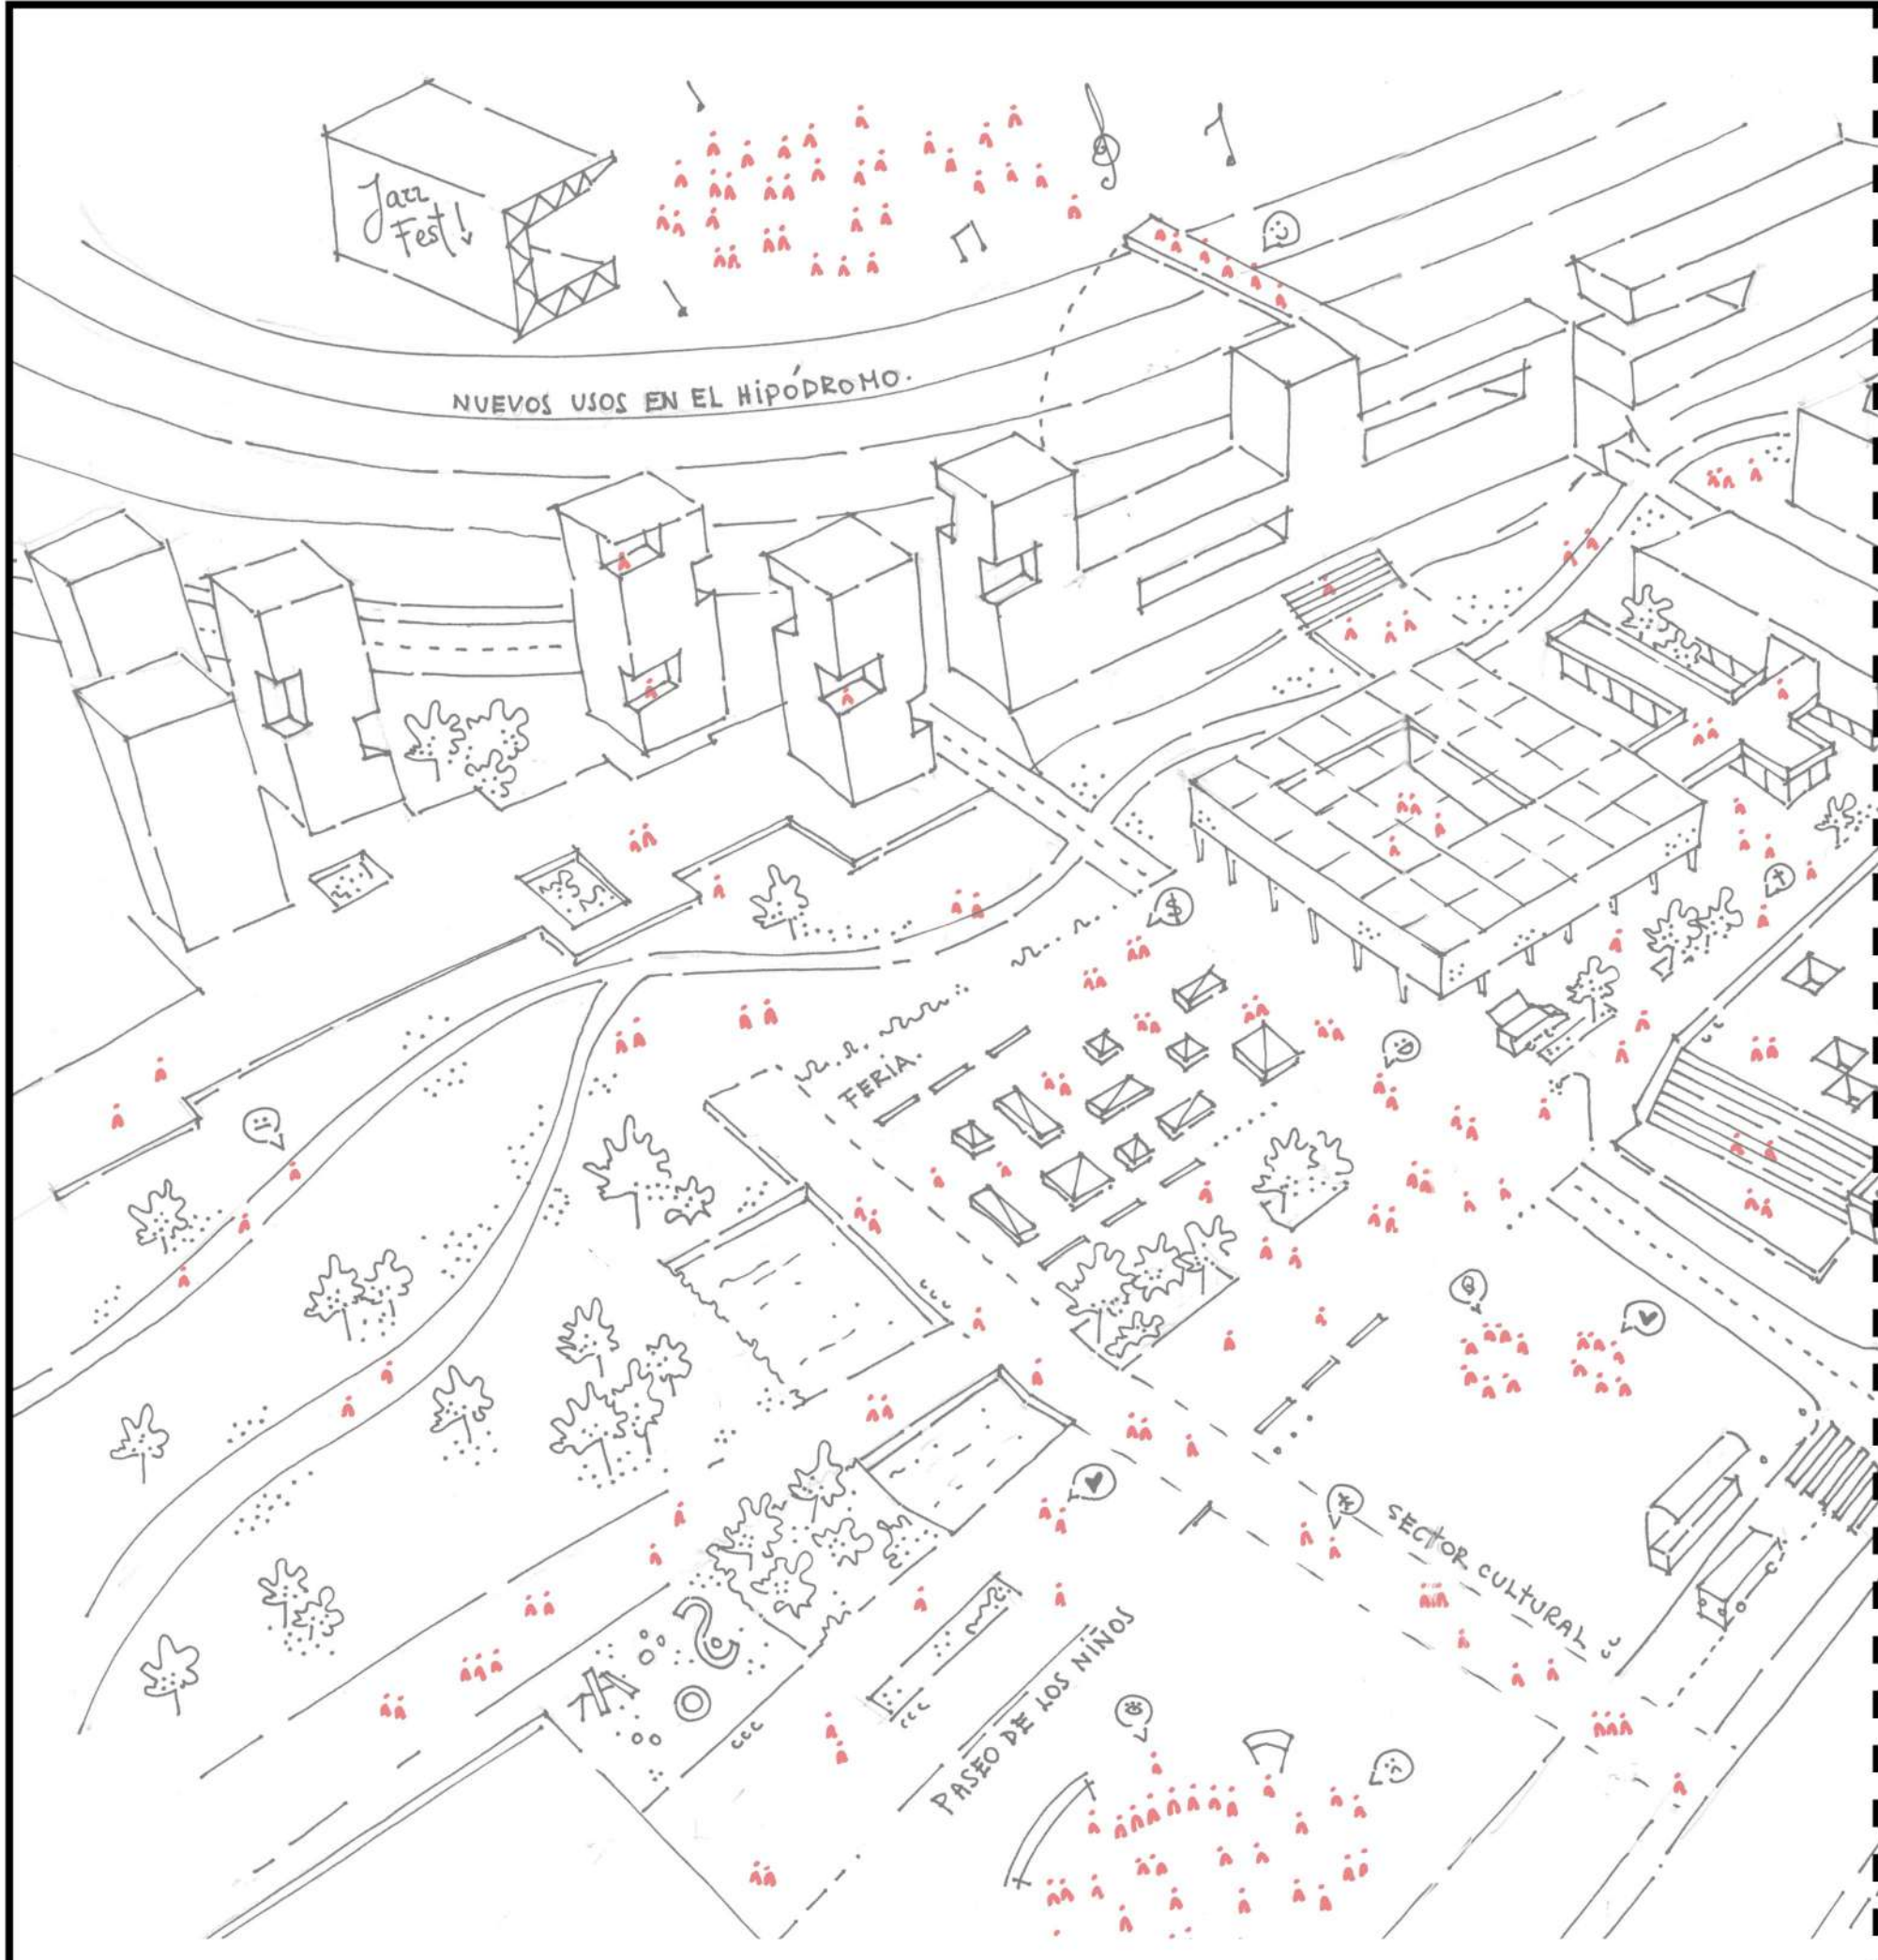 Jazz
Fest!
NUEVOS USOS EN EL HIPÓDROMO.
$
FERIA.
SECTOR CULTURAL
PASEO DE LOS NIÑOS